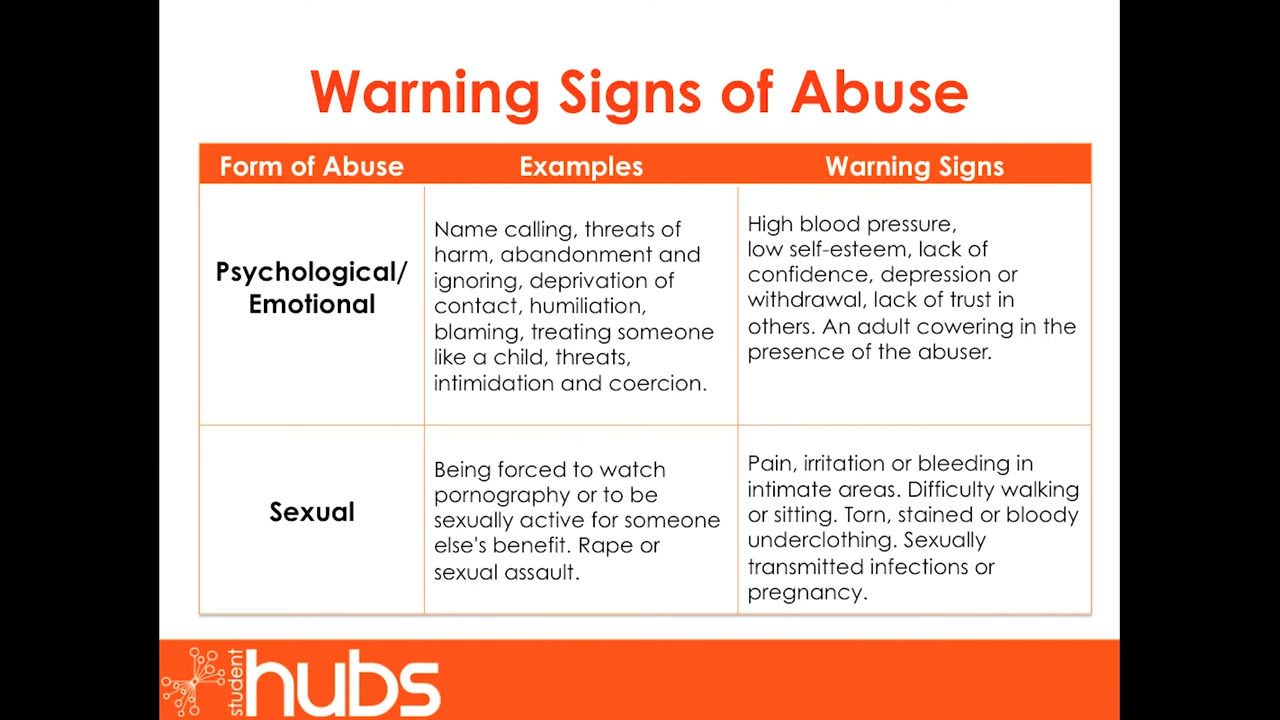 Warning Signs of Abuse
Form of Abuse
Examples
Warning Signs
Psychological/
Emotional
Name calling, threats of
harm, abandonment and
ignoring, deprivation of
contact, humiliation,
blaming, treating someone
like a child, threats,
intimidation and coercion.
High blood pressure,
low self-esteem, lack of
confidence, depression or
withdrawal, lack of trust in
others. An adult cowering in the
presence of the abuser.
Sexual
Being forced to watch
pornography or to be
sexually active for someone
else's benefit. Rape or
sexual assault.
Pain, irritation or bleeding in
intimate areas. Difficulty walking
or sitting. Torn, stained or bloody
underclothing. Sexually
transmitted infections or
pregnancy.
student
hubs